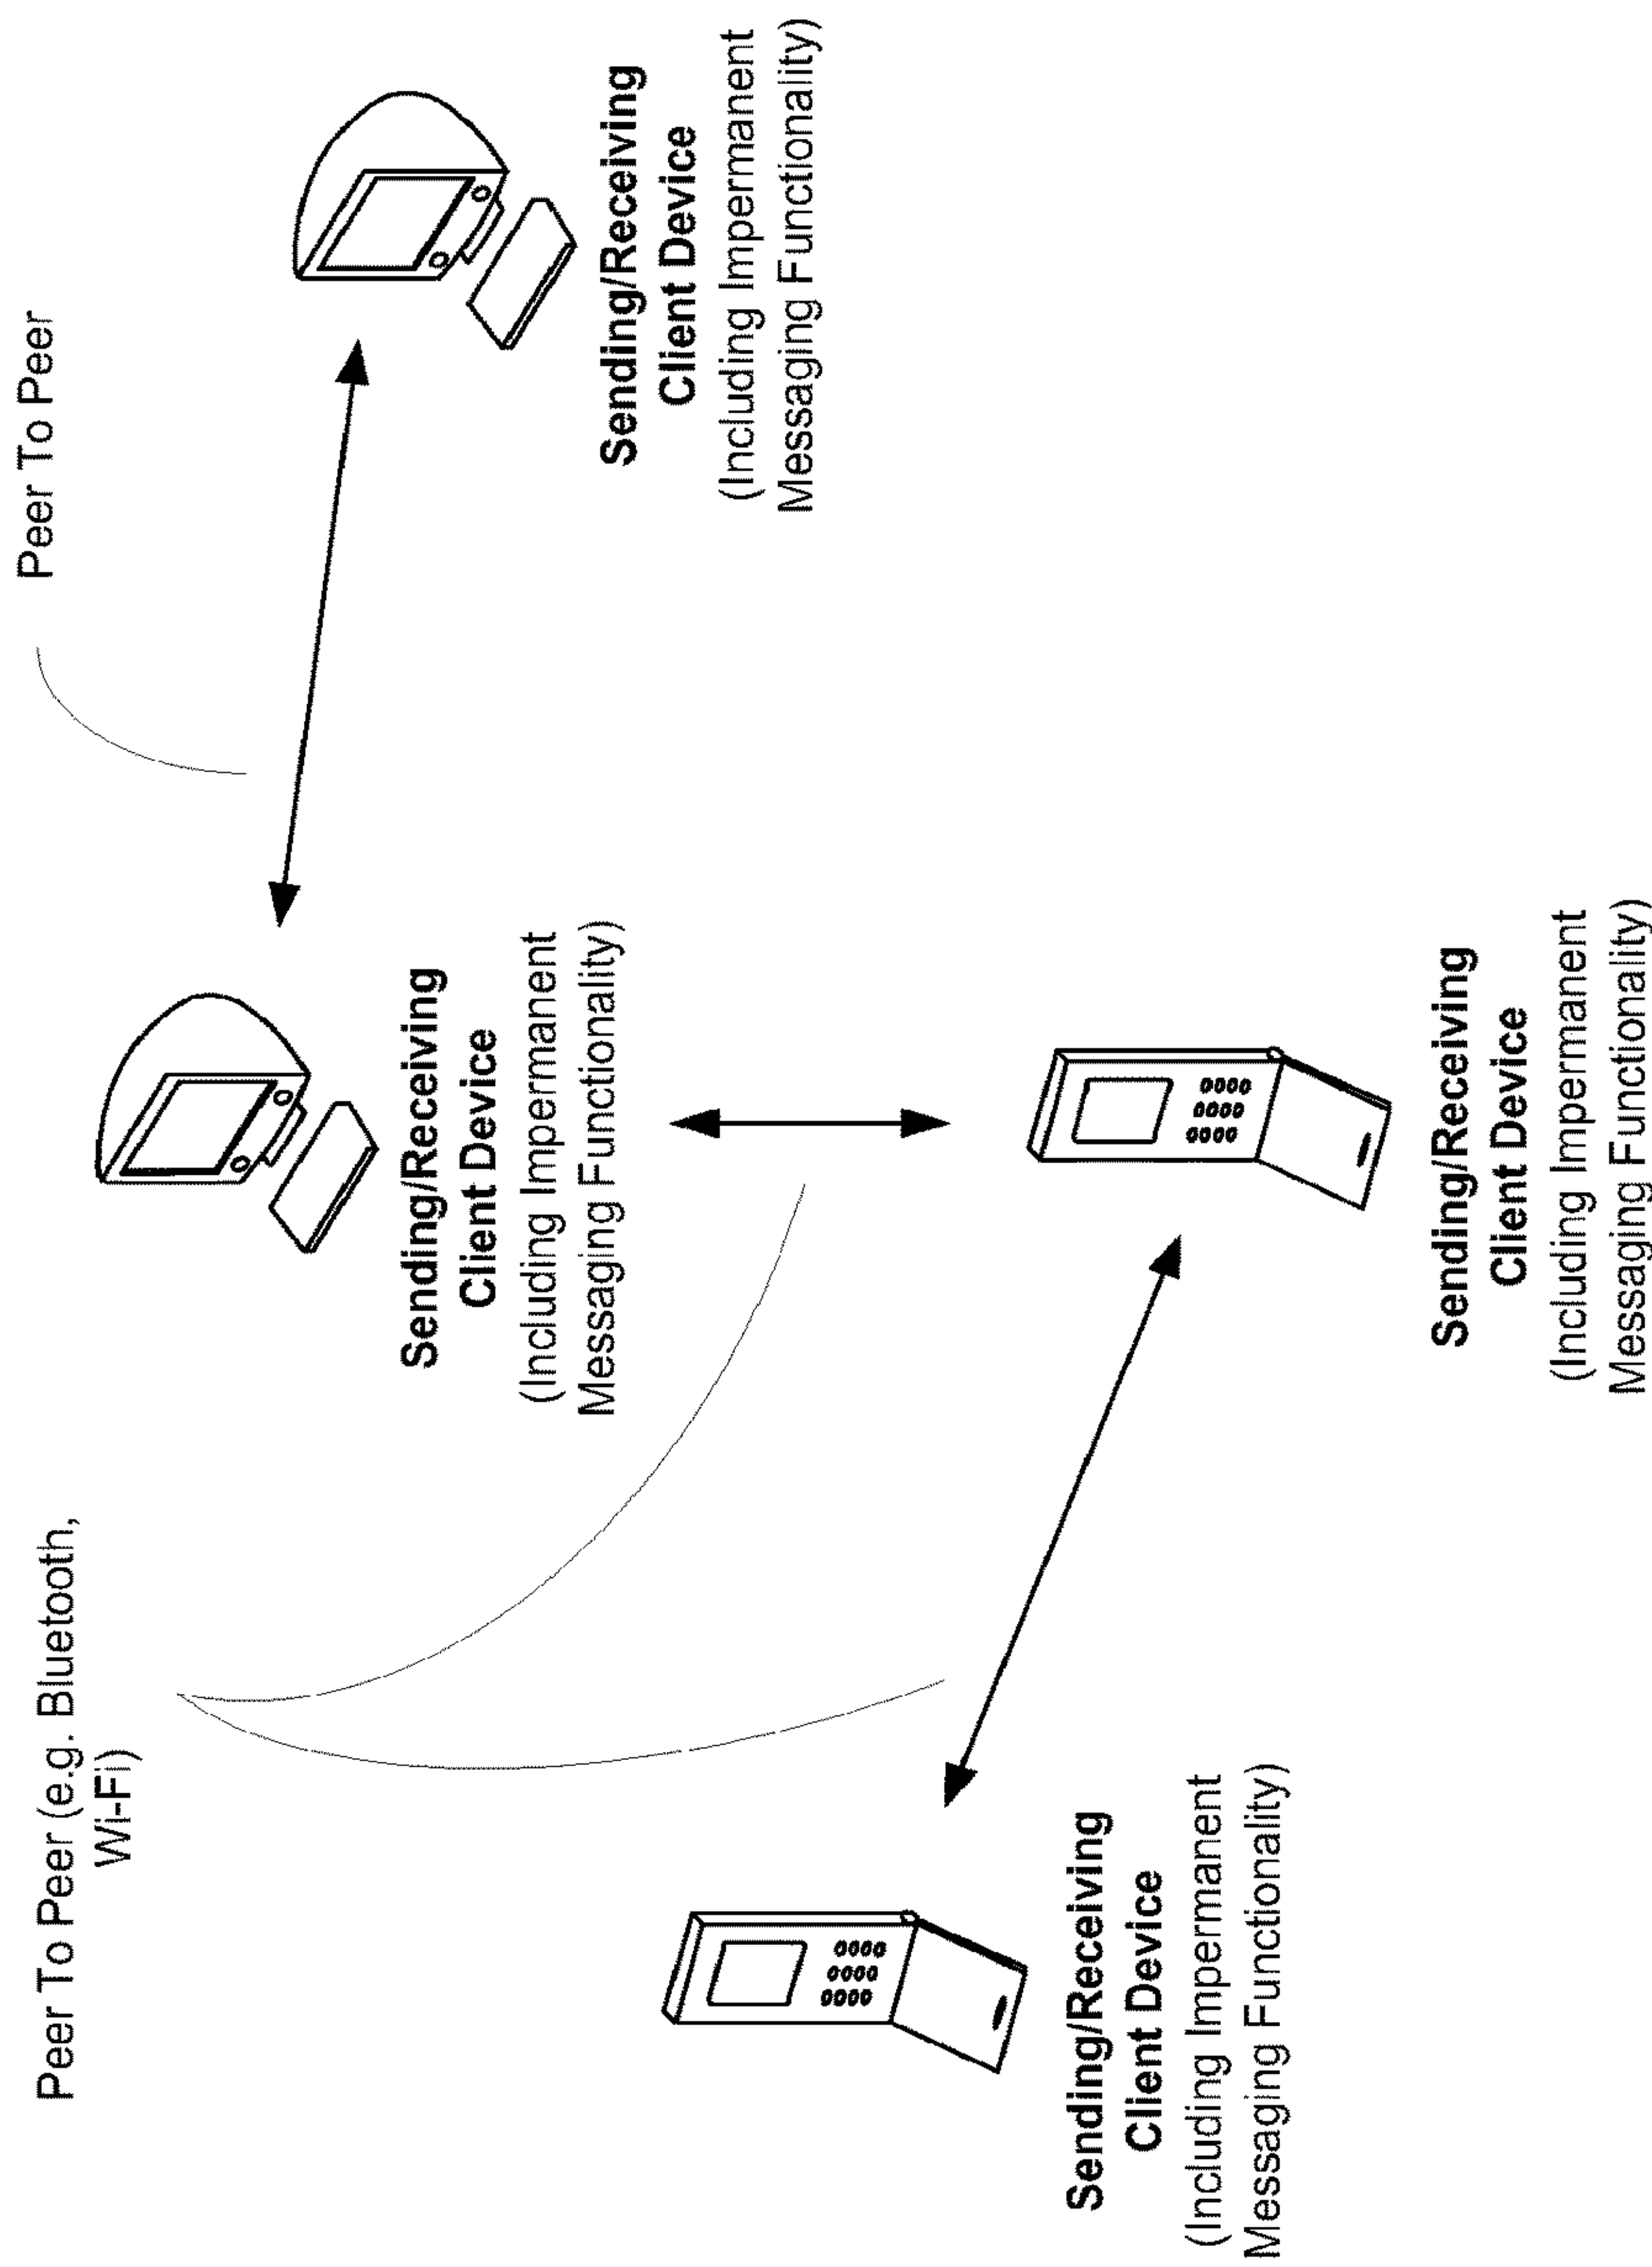 Peer To Peer (e.g. Bluetooth,
Wi-Fi)
Peer To Peer
Sending/Receiving
Client Device
(Including Impermanent
Messaging Functionality)
Sending/Receiving
Client Device
(Including Impermanent
Messaging Functionality)
Sending/Receiving
Client Device
(Including Impermanent
Messaging Functionality)
Sending/Receiving
Client Device
(Including Impermanent
Messaging Functionality)